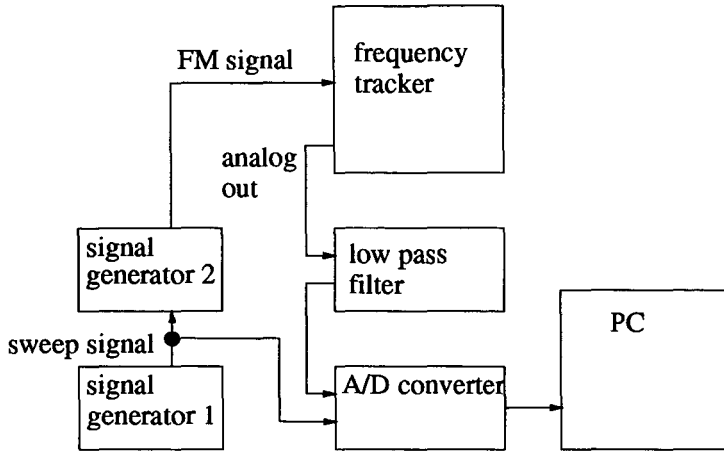 FM signal
frequency
tracker
analog
out
signal
generator 2
low pass
filter
PC
sweep signal
signal
generator 1
A/D converter